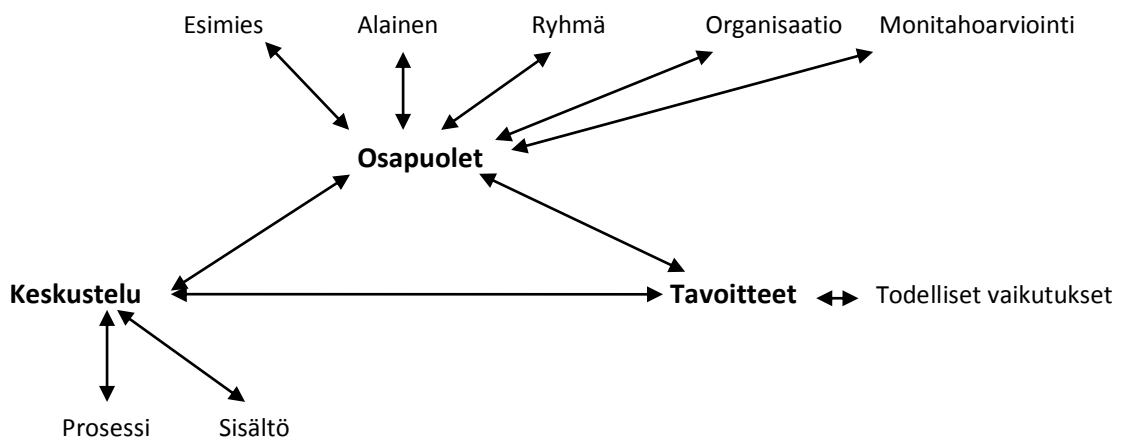 Esimies Alainen Ryhmä Organisaatio Monitahoarviointi
Osapuolet
Keskustelu Tavoitteet Todelliset vaikutukset
Prosessi Sisältö